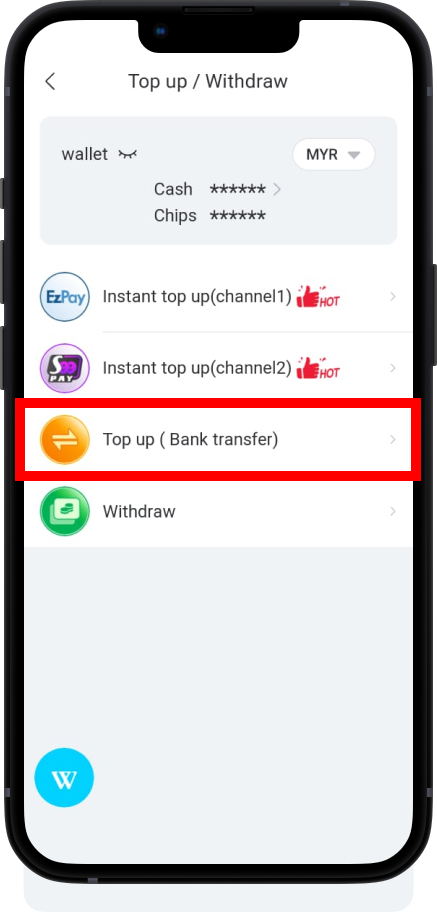 Top up / Withdraw
wallet
MYR
Cash ******
Chips ******
EzPay
Instant top up(channel1)
HOT
S
PAY
Instant top up(channel2)
HOT
Top up ( Bank transfer)
Withdraw
W